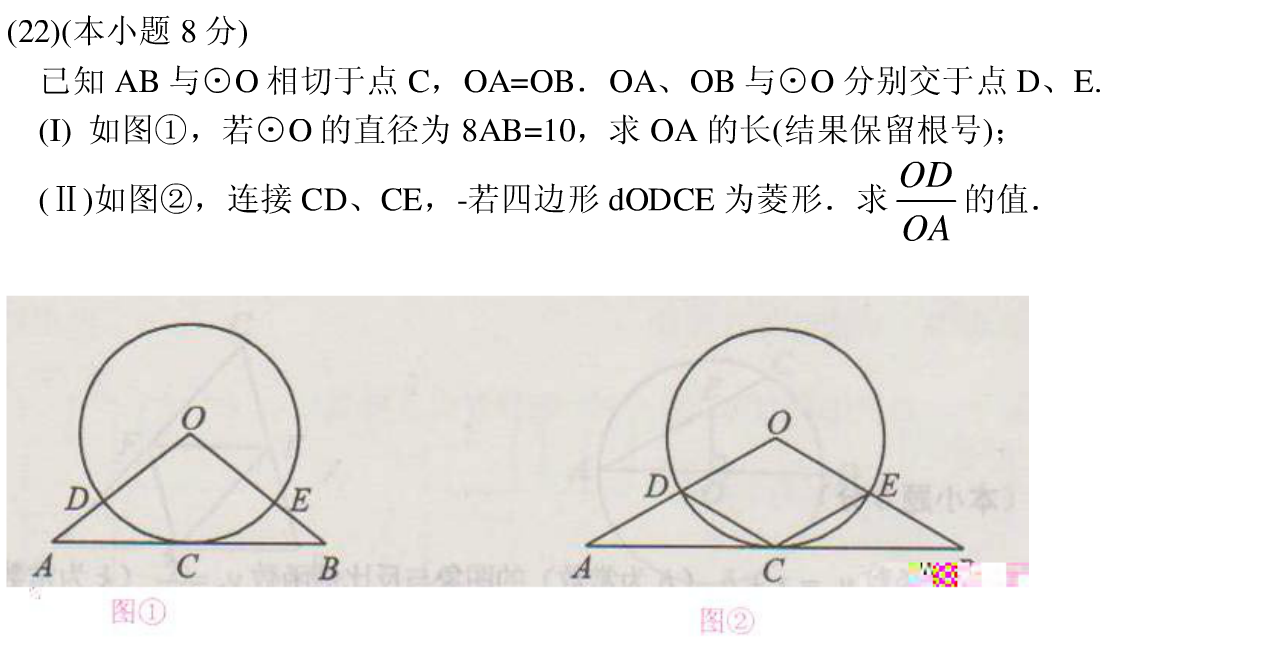 (22)(本小题 8 分)
已知 AB 与⊙O 相切于点 C，OA=OB．OA、OB 与⊙O 分别交于点 D、E.
(I) 如图①，若⊙O 的直径为 8AB=10，求 OA 的长(结果保留根号)；
(Ⅱ)如图②，连接 CD、CE，-若四边形 dODCE 为菱形．求 OD/OA 的值．
O
O
D
E
D
E
A
C
B
A
C
图①
图②